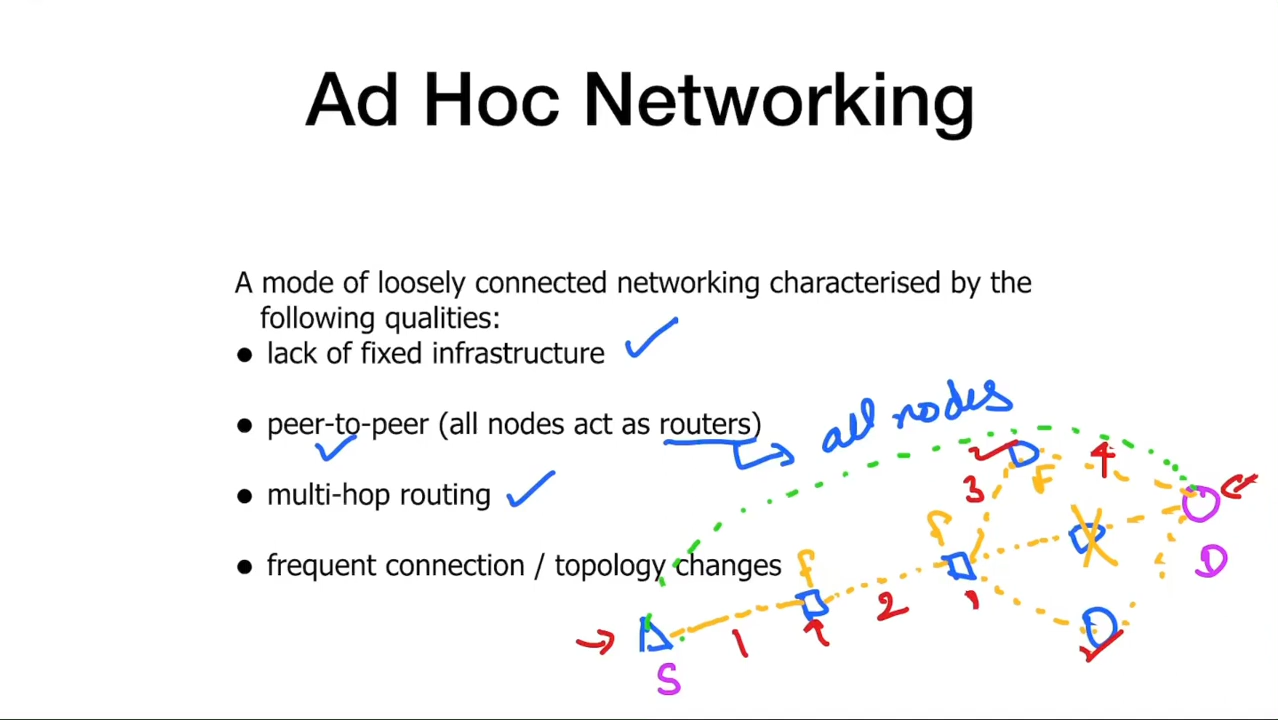 Ad Hoc Networking
A mode of loosely connected networking characterised by the
following qualities:
● lack of fixed infrastructure
● peer-to-peer (all nodes act as routers)
all nodes
● multi-hop routing
● frequent connection / topology changes
3
4
F
f
f
D
1
2
S